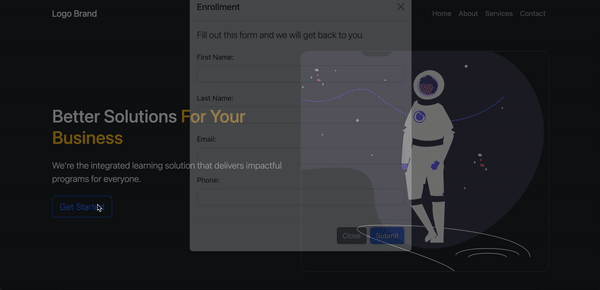 Logo Brand
Home About Services Contact
Enrollment
Fill out this form and we will get back to you
First Name:
Last Name:
Email:
Phone:
Close Submit
Better Solutions For Your
Business
We're the integrated learning solution that delivers impactful
programs for everyone.
Get Started